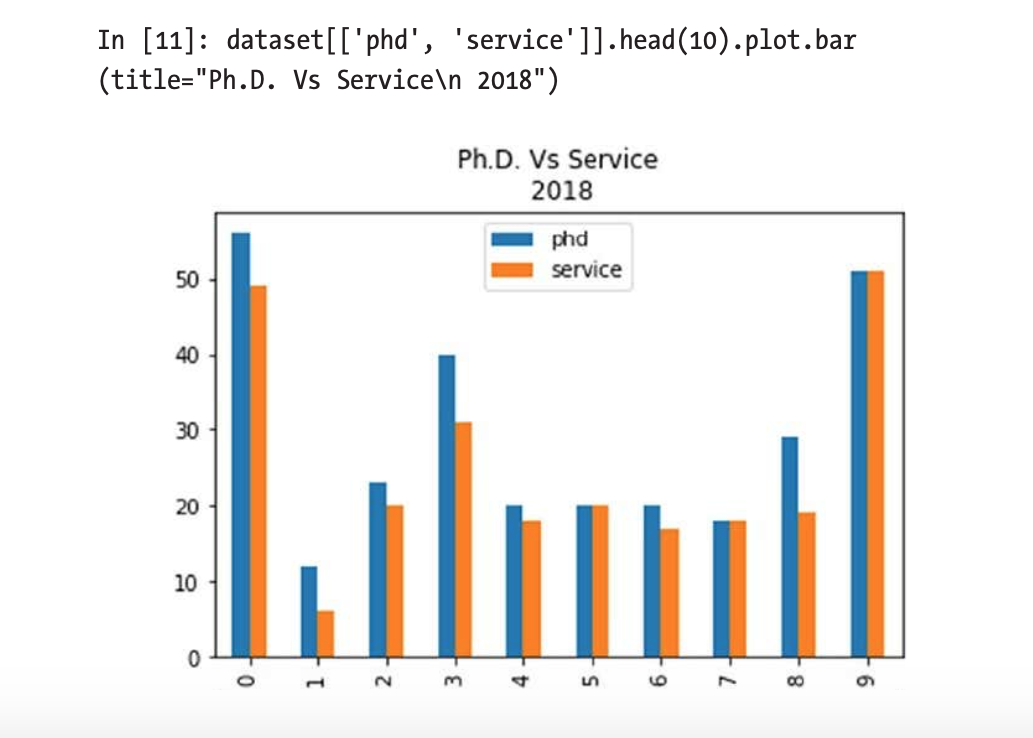 In [11]: dataset[['phd', 'service']].head(10).plot.bar
(title="Ph.D. Vs Service\n 2018")
Ph.D. Vs Service
2018
phd
service
50
40
30
20
10
0
0 1 2 3 4 5 6 7 8 9